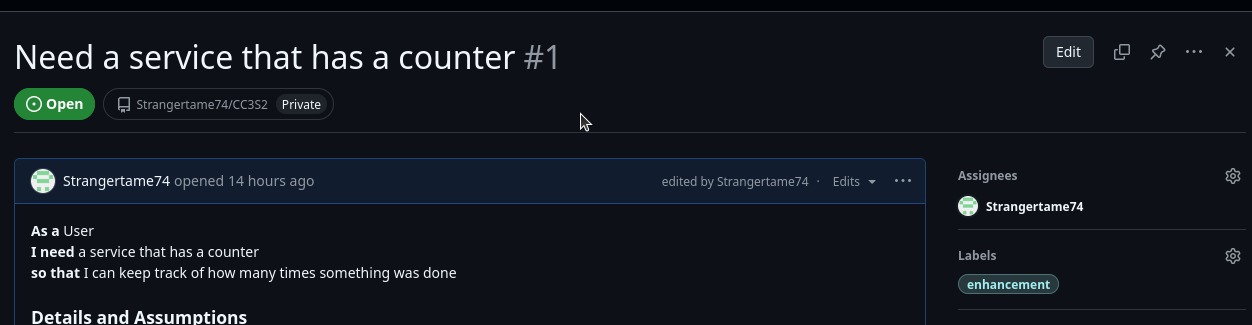 Need a service that has a counter #1
Edit
Open
Strangertame74/CC3S2 Private
Strangertame74 opened 14 hours ago
edited by Strangertame74 · Edits
As a User
I need a service that has a counter
so that I can keep track of how many times something was done
Details and Assumptions
Assignees
Strangertame74
Labels
enhancement